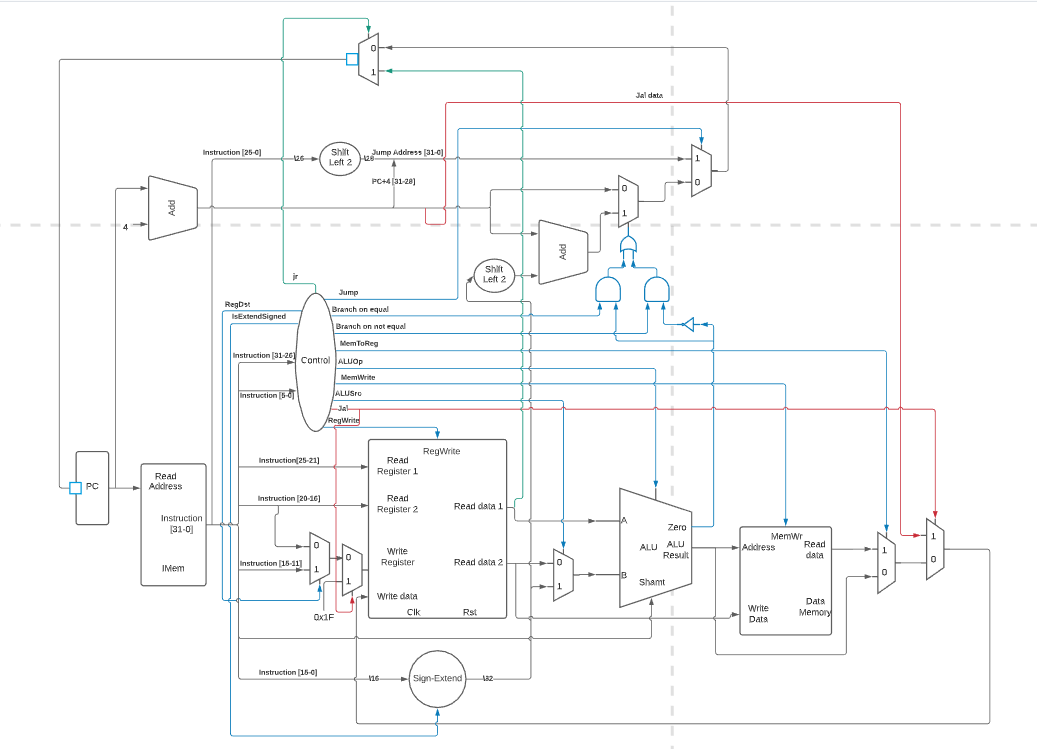 0
1
Jal data
Instruction [25-0]
\26
Shift
Left 2
\28
Jump Address [31-0]
1
0
PC+4 [31-28]
0
1
Add
4
Add
Shift
Left 2
jr
Jump
RegDst
Branch on equal
IsExtendSigned
Branch on not equal
MemToReg
Instruction [31-26]
Control
ALUOp
MemWrite
Instruction [5-0]
ALUSrc
Jal
RegWrite
RegWrite
Instruction[25-21]
Read
Register 1
PC
Read
Address
Instruction
[31-0]
IMem
Instruction [20-16]
Read
Register 2
Read data 1
A
Zero
MemWr
Address
Read
data
1
0
1
0
0
1
0
1
Write
Register
Read data 2
0
1
ALU
ALU
Result
B
Shamt
Instruction [15-11]
Write data
Clk
Rst
0x1F
Write
Data
Data
Memory
Instruction [15-0]
\16
Sign-Extend
\32